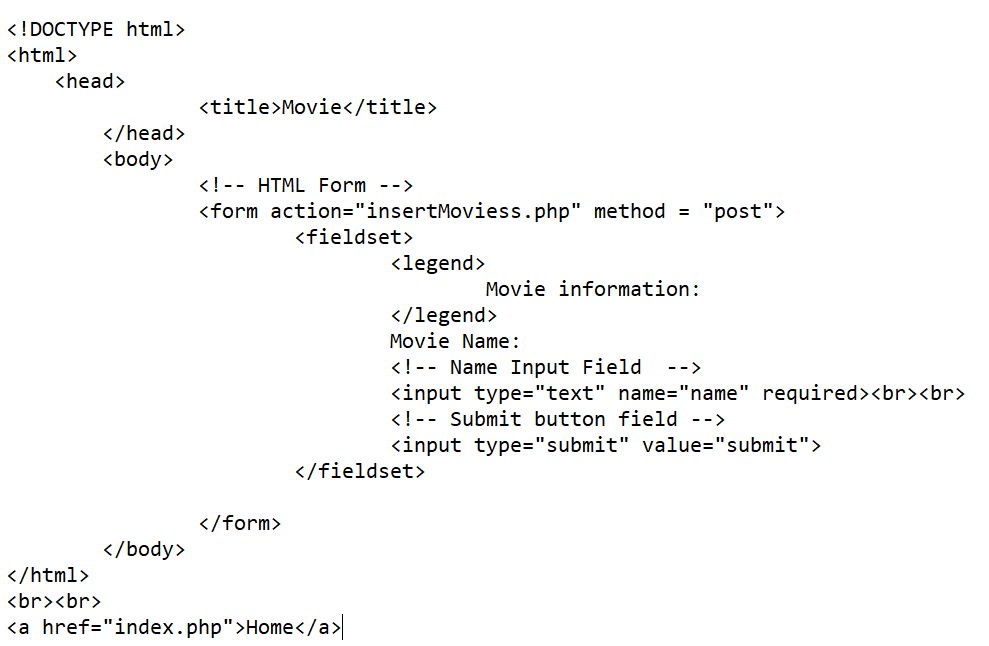 <!DOCTYPE html>
<html>
<head>
<title>Movie</title>
</head>
<body>
<!-- HTML Form -->
<form action="insertMoviess.php" method = "post">
<fieldset>
<legend>
Movie information:
</legend>
Movie Name:
<!-- Name Input Field  -->
<input type="text" name="name" required><br><br>
<!-- Submit button field -->
<input type="submit" value="submit">
</fieldset>
</form>
</body>
</html>
<br><br>
<a href="index.php">Home</a>